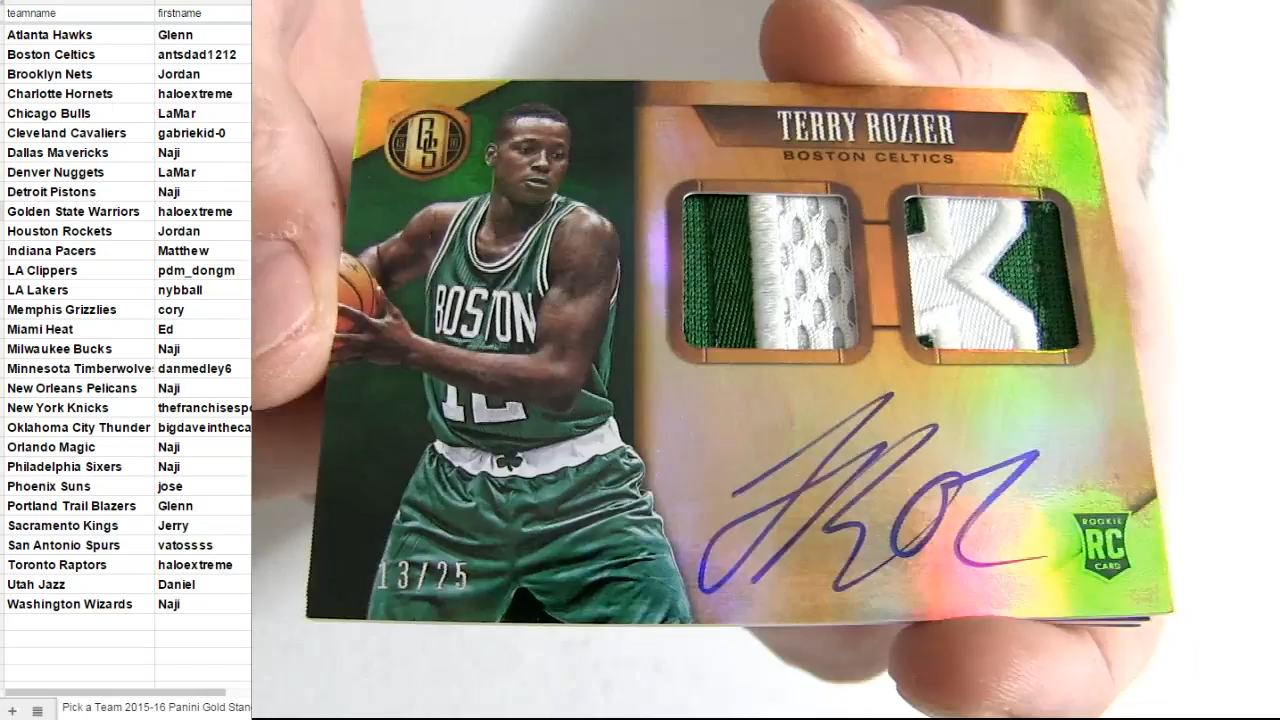 teamname firstname
Atlanta Hawks Glenn
Boston Celtics antsdad1212
Brooklyn Nets Jordan
Charlotte Hornets haloextreme
Chicago Bulls LaMar
Cleveland Cavaliers gabriekid-0
Dallas Mavericks Naji
Denver Nuggets LaMar
Detroit Pistons Naji
Golden State Warriors haloextreme
Houston Rockets Jordan
Indiana Pacers Matthew
LA Clippers pdm_dongm
LA Lakers nybball
Memphis Grizzlies cory
Miami Heat Ed
Milwaukee Bucks Naji
Minnesota Timberwolve danmedley6
New Orleans Pelicans Naji
New York Knicks thefranchisesp
Oklahoma City Thunder bigdaveintheca
Orlando Magic Naji
Philadelphia Sixers Naji
Phoenix Suns jose
Portland Trail Blazers Glenn
Sacramento Kings Jerry
San Antonio Spurs vatossss
Toronto Raptors haloextreme
Utah Jazz Daniel
Washington Wizards Naji
Pick a Team 2015-16 Panini Gold Stan
TERRY ROZIER
BOSTON CELTICS
BOSTON
12
13/25
ROOKIE
RC
CARD